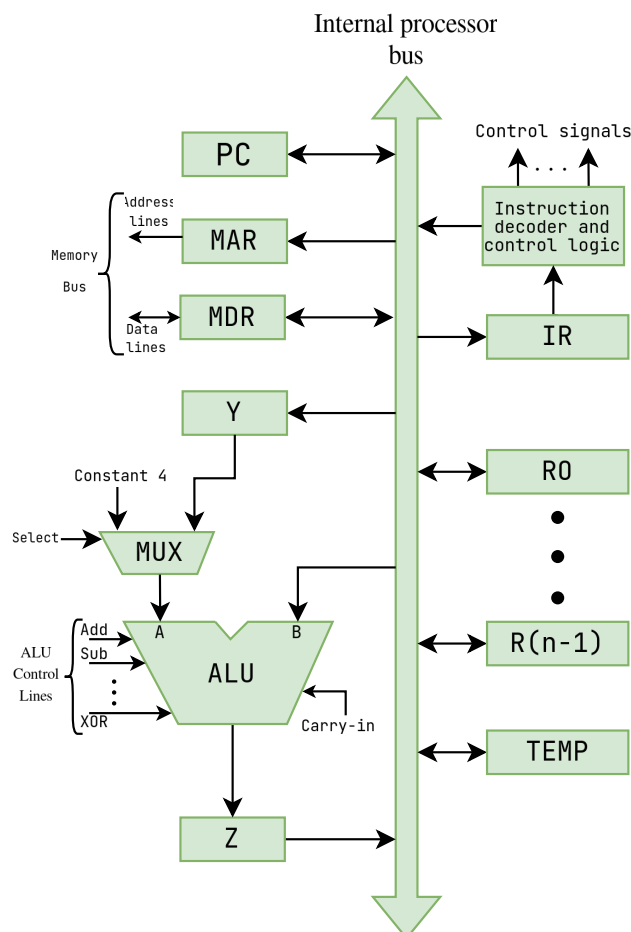 Internal processor
bus
Control signals
. . .
PC
Instruction
decoder and
control logic
Address
lines
MAR
Memory
Bus
MDR
Data
lines
IR
Y
Constant 4
RO
Select
MUX
A
B
Add
Sub
XOR
ALU
Control
Lines
ALU
R(n-1)
Carry-in
TEMP
Z